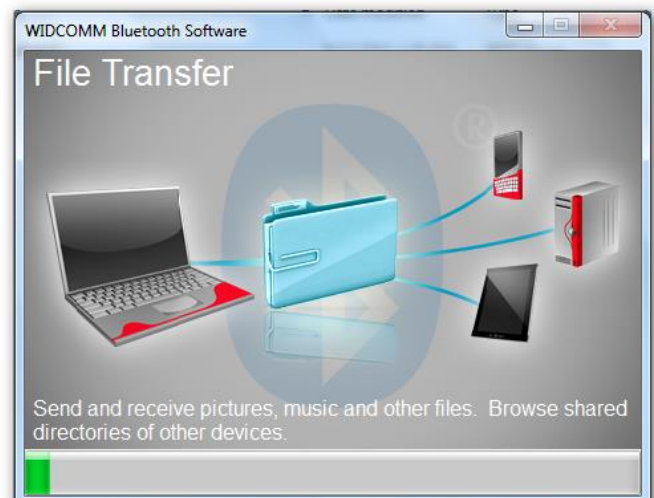 WIDCOMM Bluetooth Software
File Transfer
®
Send and receive pictures, music and other files. Browse shared
directories of other devices.